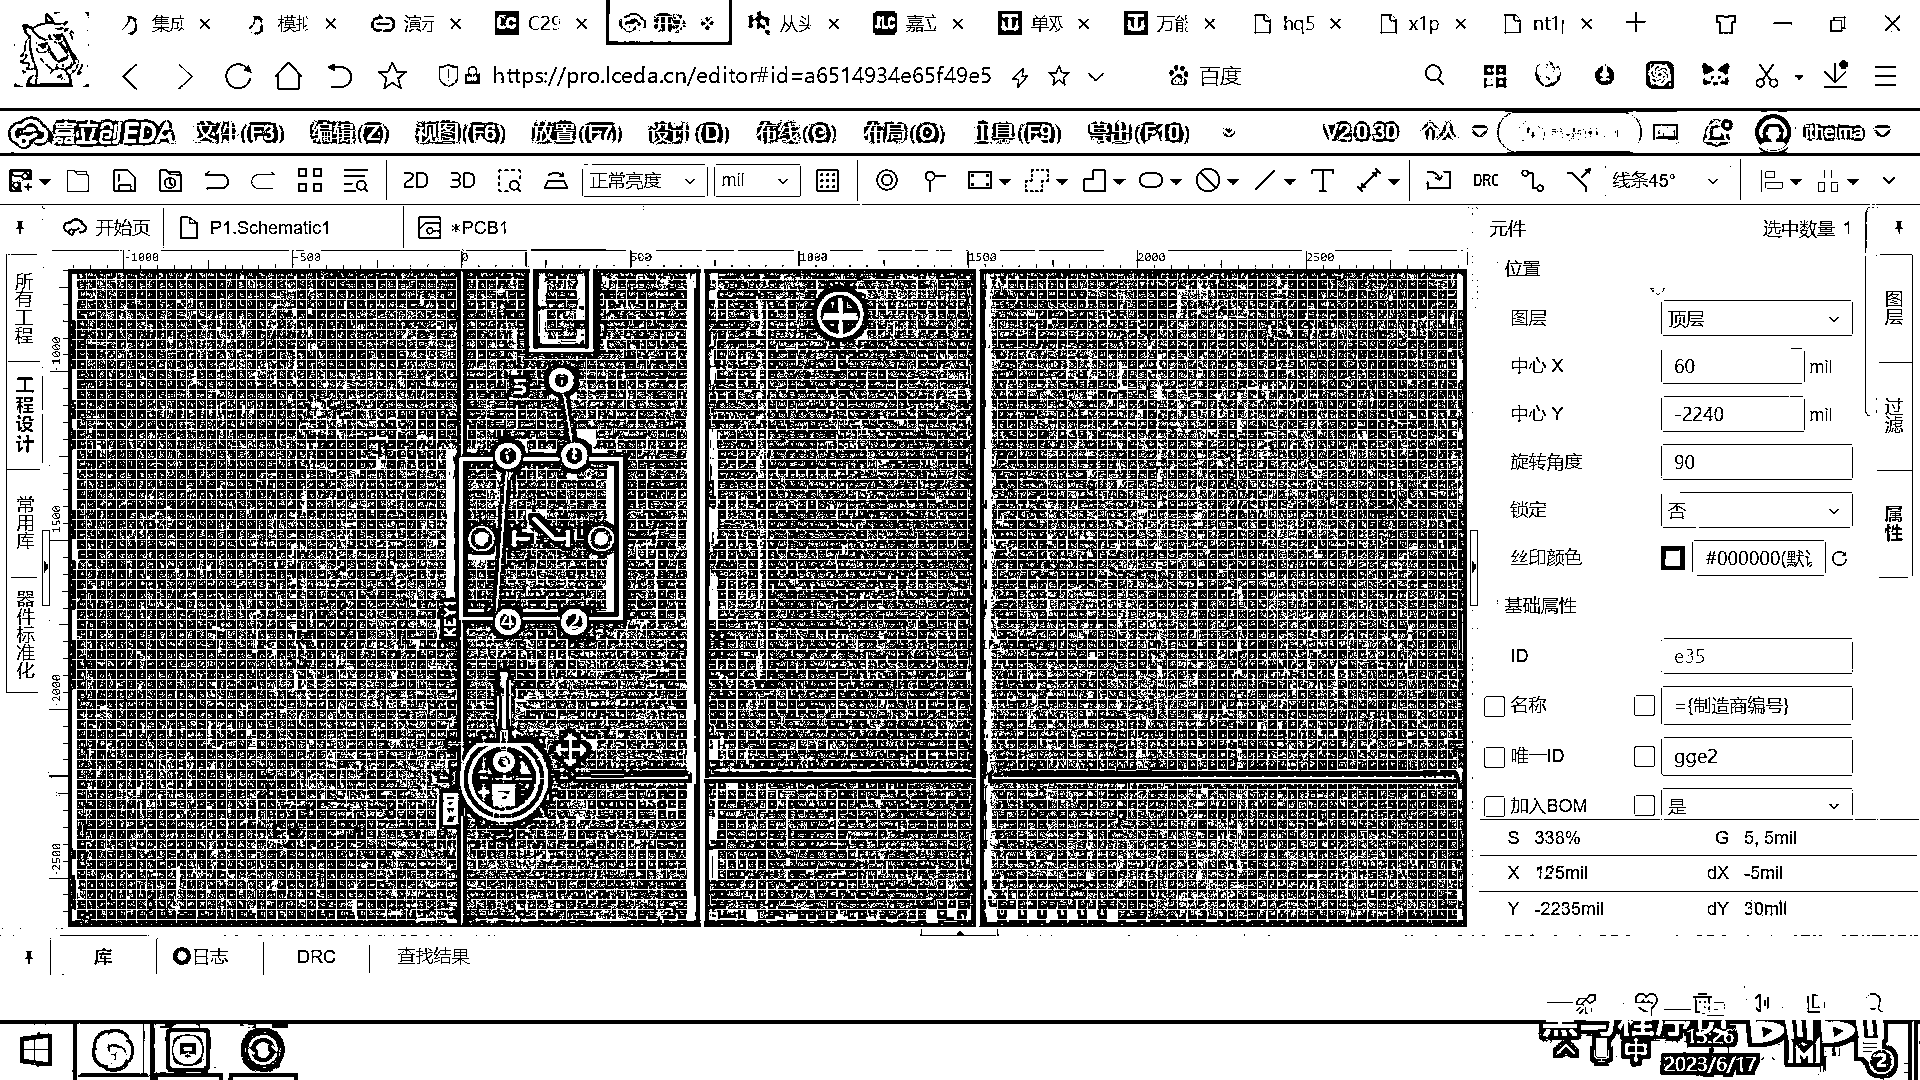 集成 模拟 演示 C29 从头 嘉立 单双 万能 hq5 x1p nt1p
https://pro.lceda.cn/editor#id=a6514934e65f49e5
百度
嘉立创EDA 文件(F3) 编辑(Z) 视图(F6) 放置(F7) 设计(D) 布线(G) 布局(O) 工具(F9) 导出(F10) V2.0.30 个人
2D 3D 正常亮度 mil DRC 线条45°
开始页 P1.Schematic1 *PCB1
元件 选中数量 1
-1000 -500 0 500 1000 1500 2000 2500
位置
图层 顶层
中心 X 60 mil
中心 Y -2240 mil
旋转角度 90
锁定 否
丝印颜色 #000000(默认
基础属性
ID e35
名称 ={制造商编号}
唯一ID gge2
加入BOM 是
S 338% G 5, 5mil
X 125mil dX -5mil
Y -2235mil dY 30mil
所有工程
工程设计
常用库
器件标准化
图层
过滤
属性
-1000
-1500
-2000
-2500
5
KEY1
库 日志 DRC 查找结果
中
15:26
2023/6/17
2